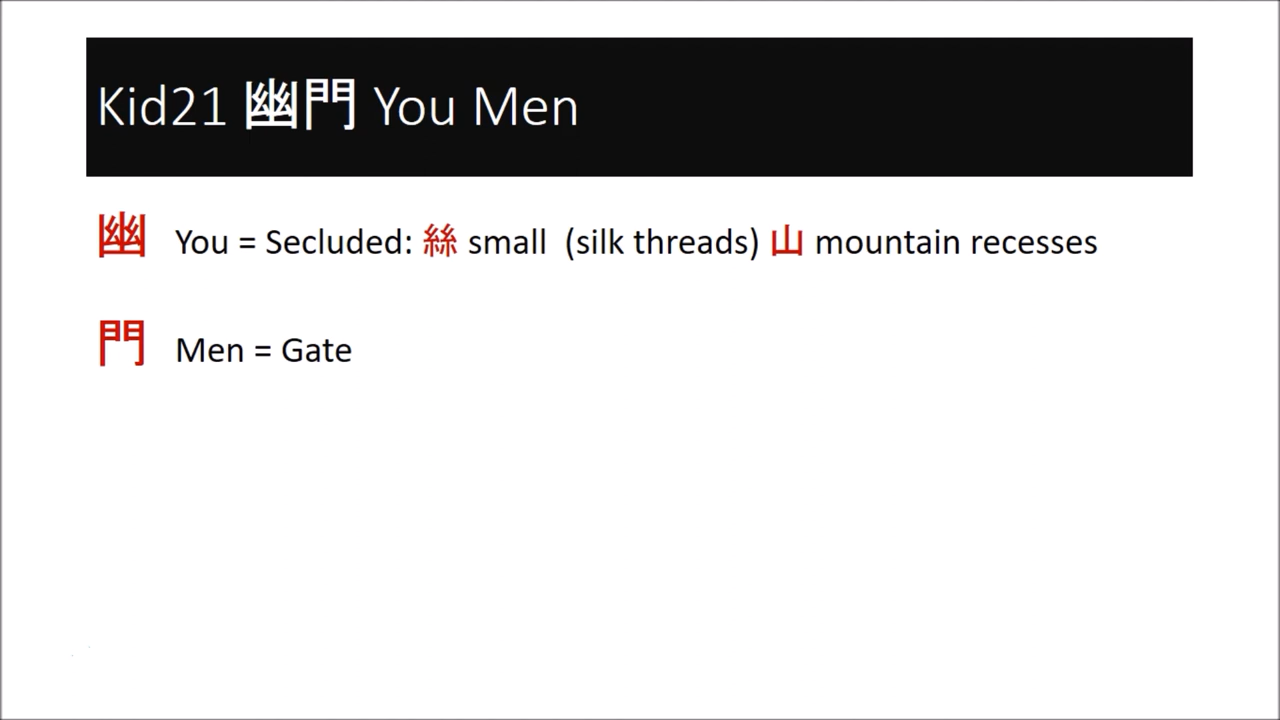 Kid21 幽門 You Men
幽 You = Secluded: 絲 small (silk threads) 山 mountain recesses
門 Men = Gate